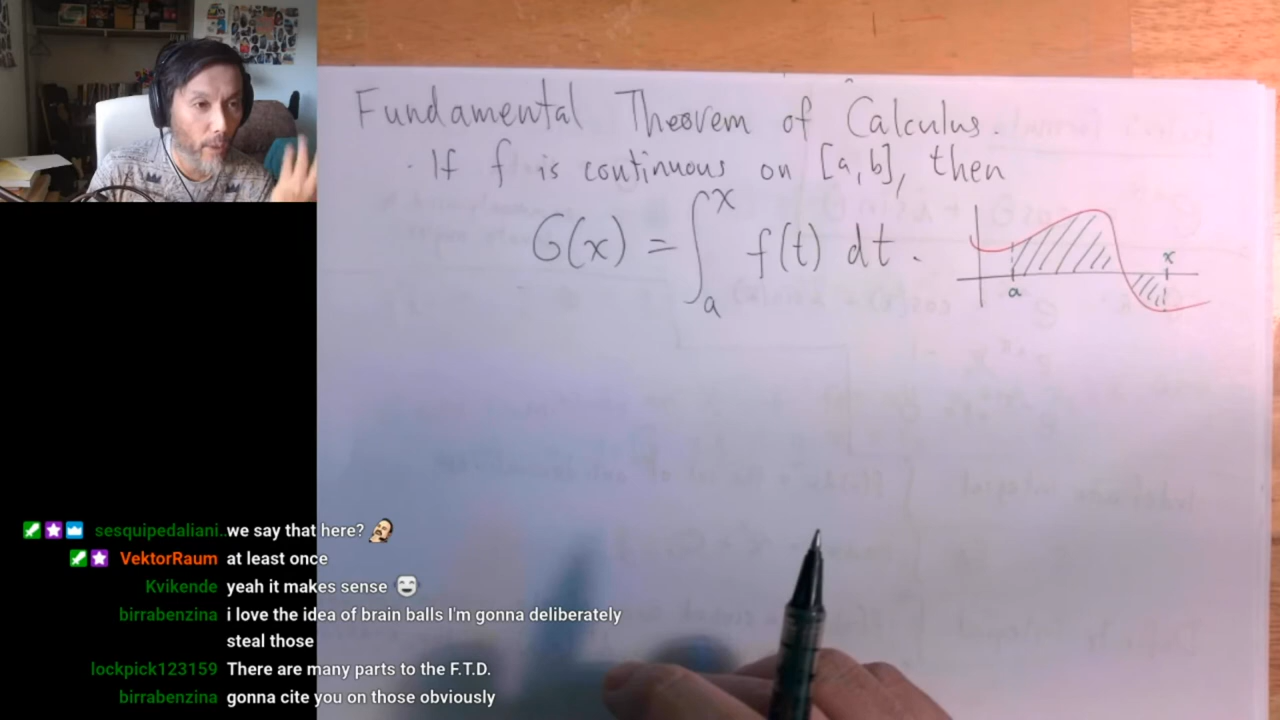 Fundamental Theorem of Calculus.
· If f is continuous on [a,b], then
G(x) = ∫ₐˣ f(t) dt.
a
x
sesquipedaliani.. we say that here?
VektorRaum at least once
Kvikende yeah it makes sense
birrabenzina i love the idea of brain balls I'm gonna deliberately
steal those
lockpick123159 There are many parts to the F.T.D.
birrabenzina gonna cite you on those obviously